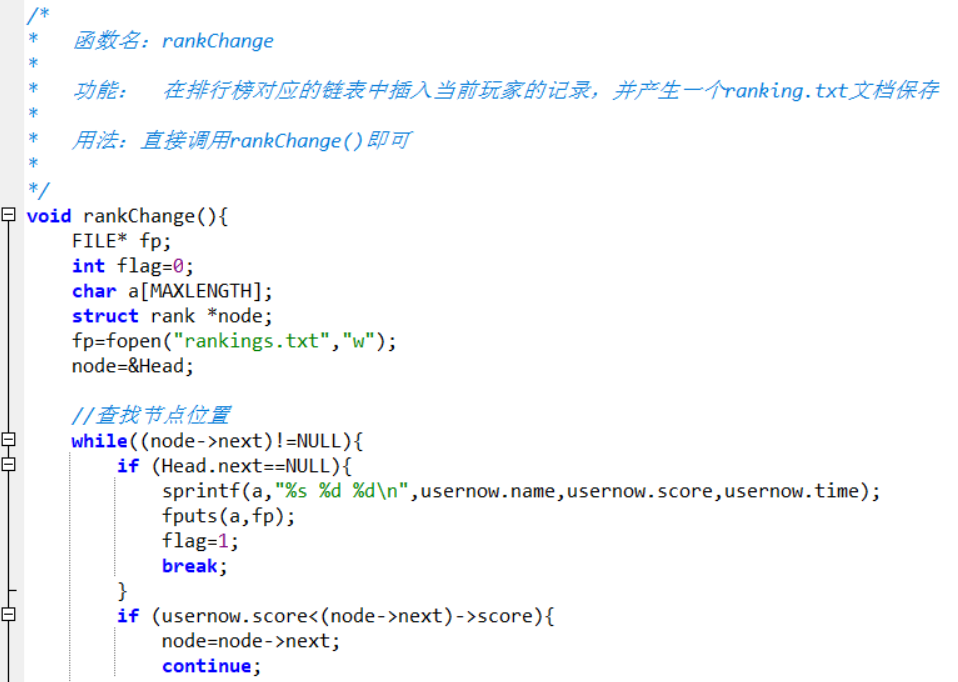 /*
*   函数名：rankChange
*
*   功能：  在排行榜对应的链表中插入当前玩家的记录，并产生一个ranking.txt文档保存
*
*   用法：直接调用rankChange()即可
*
*/
void rankChange(){
    FILE* fp;
    int flag=0;
    char a[MAXLENGTH];
    struct rank *node;
    fp=fopen("rankings.txt","w");
    node=&Head;
    //查找节点位置
    while((node->next)!=NULL){
        if (Head.next==NULL){
            sprintf(a,"%s %d %d\n",usernow.name,usernow.score,usernow.time);
            fputs(a,fp);
            flag=1;
            break;
        }
        if (usernow.score<(node->next)->score){
            node=node->next;
            continue;